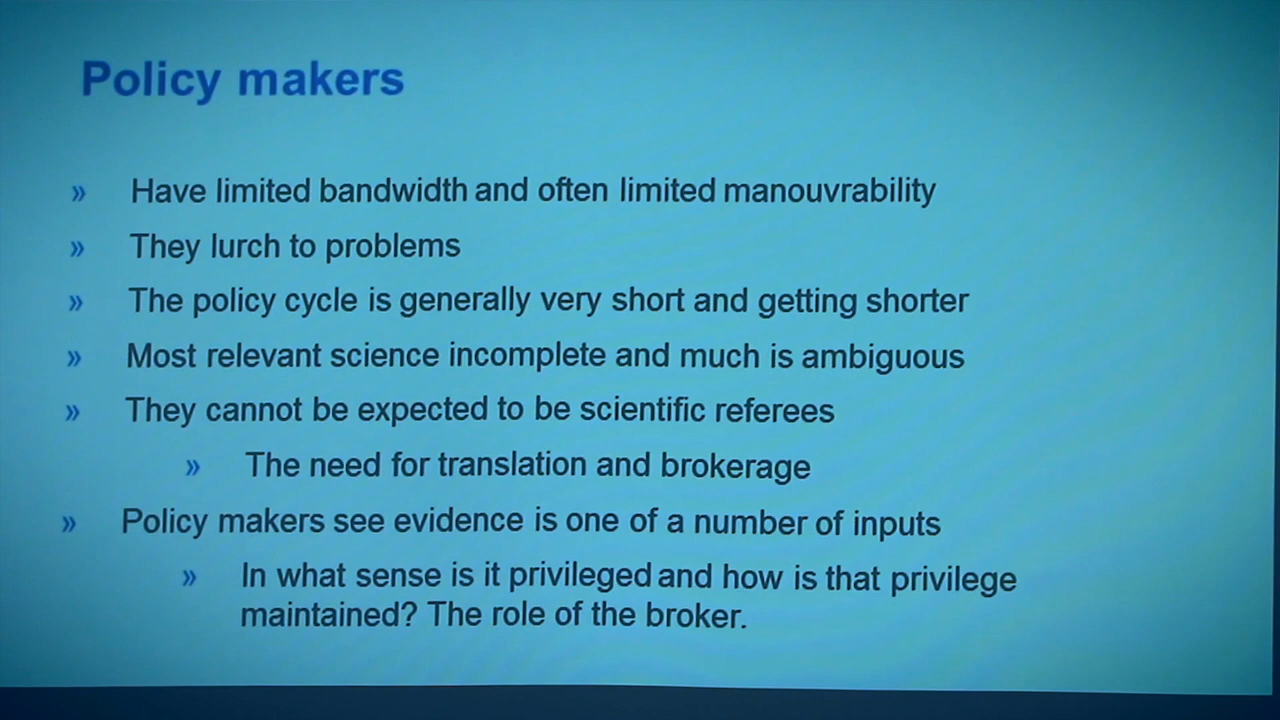 Policy makers
» Have limited bandwidth and often limited manouvrability
» They lurch to problems
» The policy cycle is generally very short and getting shorter
» Most relevant science incomplete and much is ambiguous
» They cannot be expected to be scientific referees
» The need for translation and brokerage
» Policy makers see evidence is one of a number of inputs
» In what sense is it privileged and how is that privilege
maintained? The role of the broker.